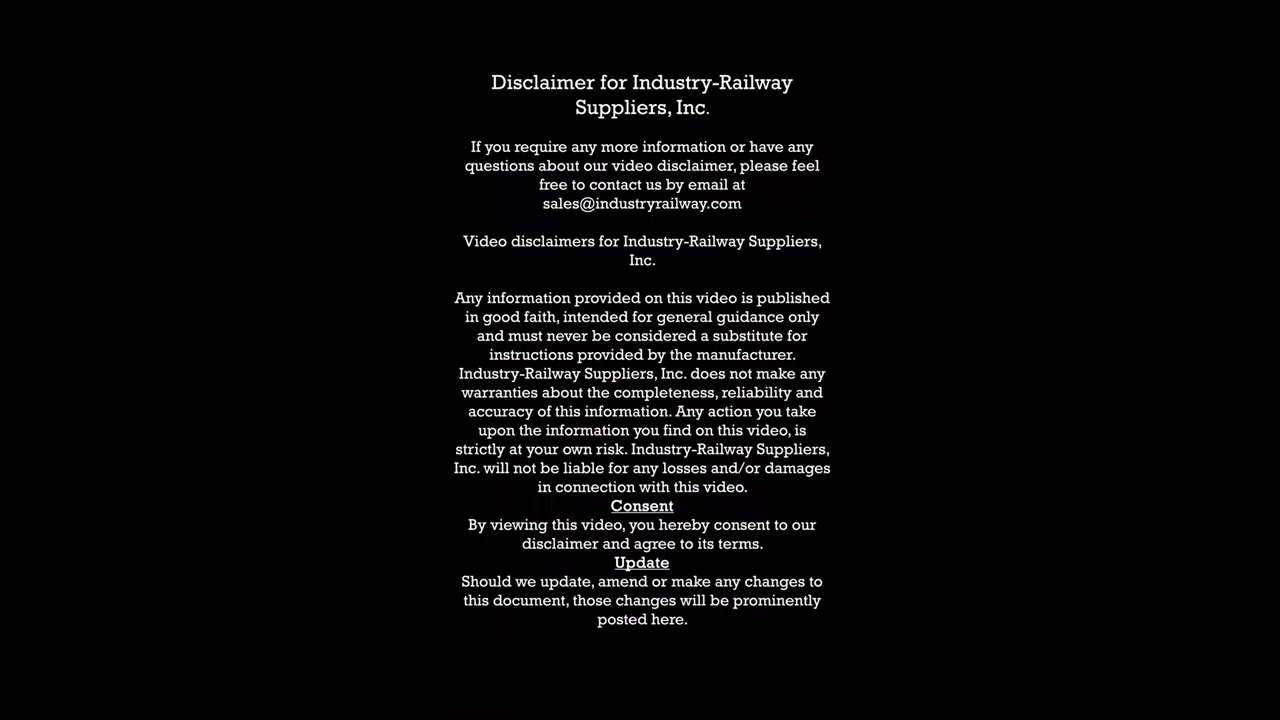 Disclaimer for Industry-Railway
Suppliers, Inc.
If you require any more information or have any
questions about our video disclaimer, please feel
free to contact us by email at
sales@industryrailway.com
Video disclaimers for Industry-Railway Suppliers,
Inc.
Any information provided on this video is published
in good faith, intended for general guidance only
and must never be considered a substitute for
instructions provided by the manufacturer.
Industry-Railway Suppliers, Inc. does not make any
warranties about the completeness, reliability and
accuracy of this information. Any action you take
upon the information you find on this video, is
strictly at your own risk. Industry-Railway Suppliers,
Inc. will not be liable for any losses and/or damages
in connection with this video.
Consent
By viewing this video, you hereby consent to our
disclaimer and agree to its terms.
Update
Should we update, amend or make any changes to
this document, those changes will be prominently
posted here.